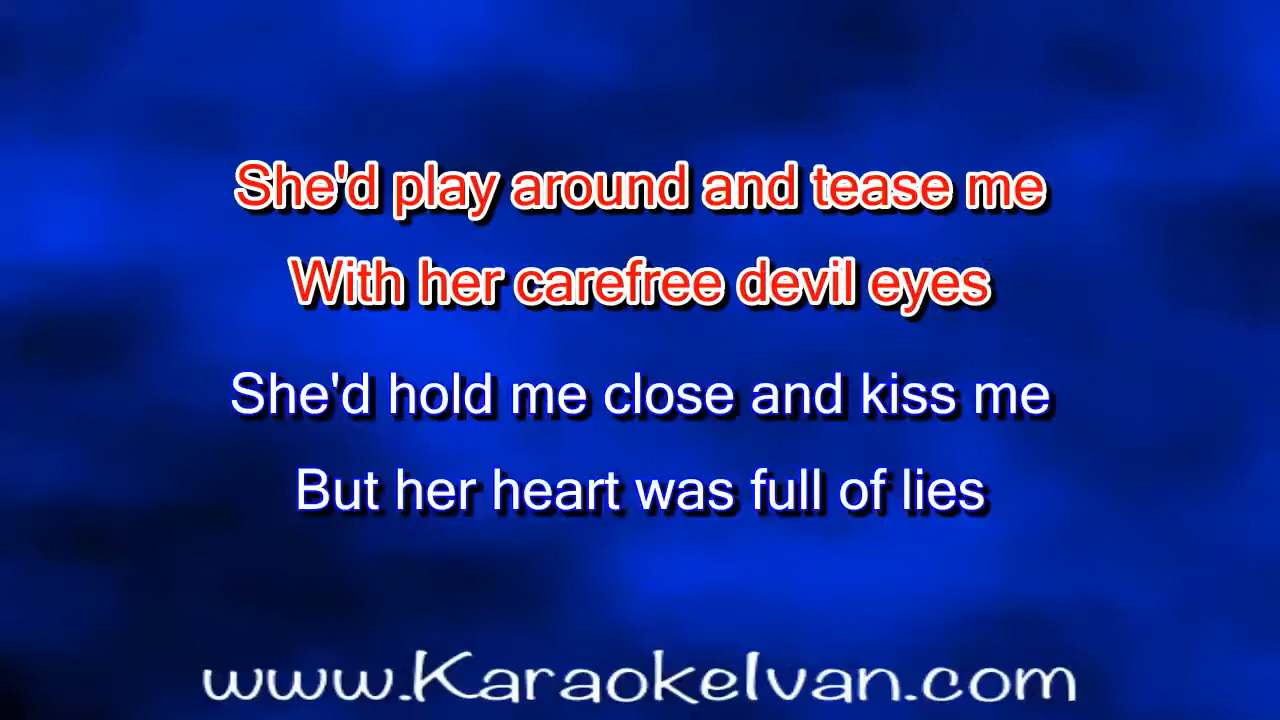 She'd play around and tease me
With her carefree devil eyes
She'd hold me close and kiss me
But her heart was full of lies
www.KaraokeIvan.com